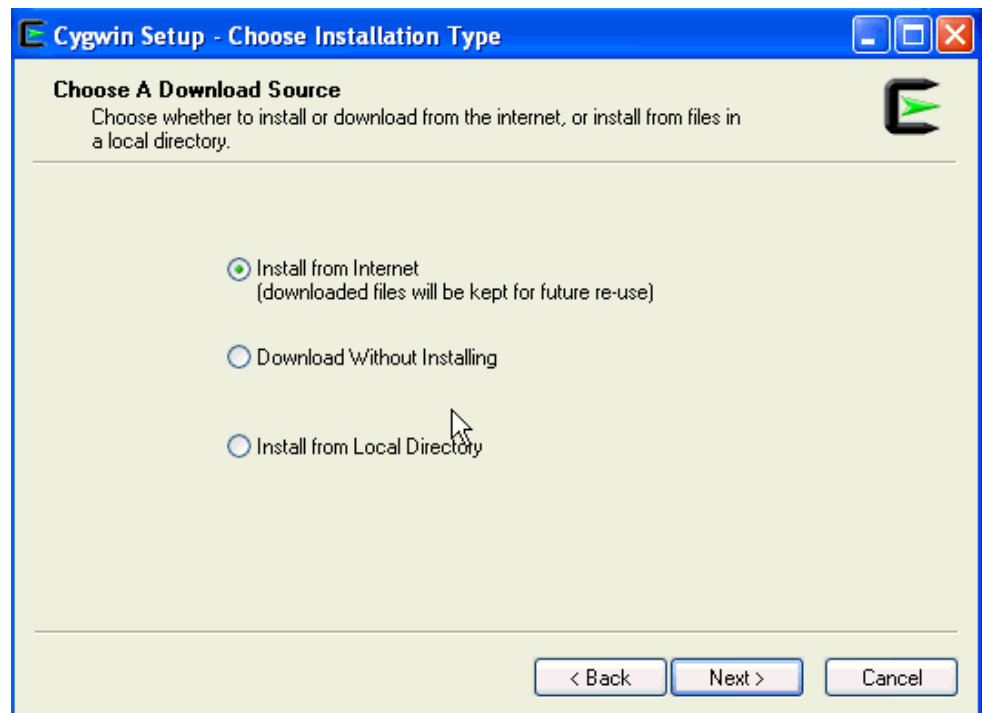 Cygwin Setup - Choose Installation Type
Choose A Download Source
Choose whether to install or download from the internet, or install from files in
a local directory.
Install from Internet
(downloaded files will be kept for future re-use)
Download Without Installing
Install from Local Directory
< Back Next > Cancel